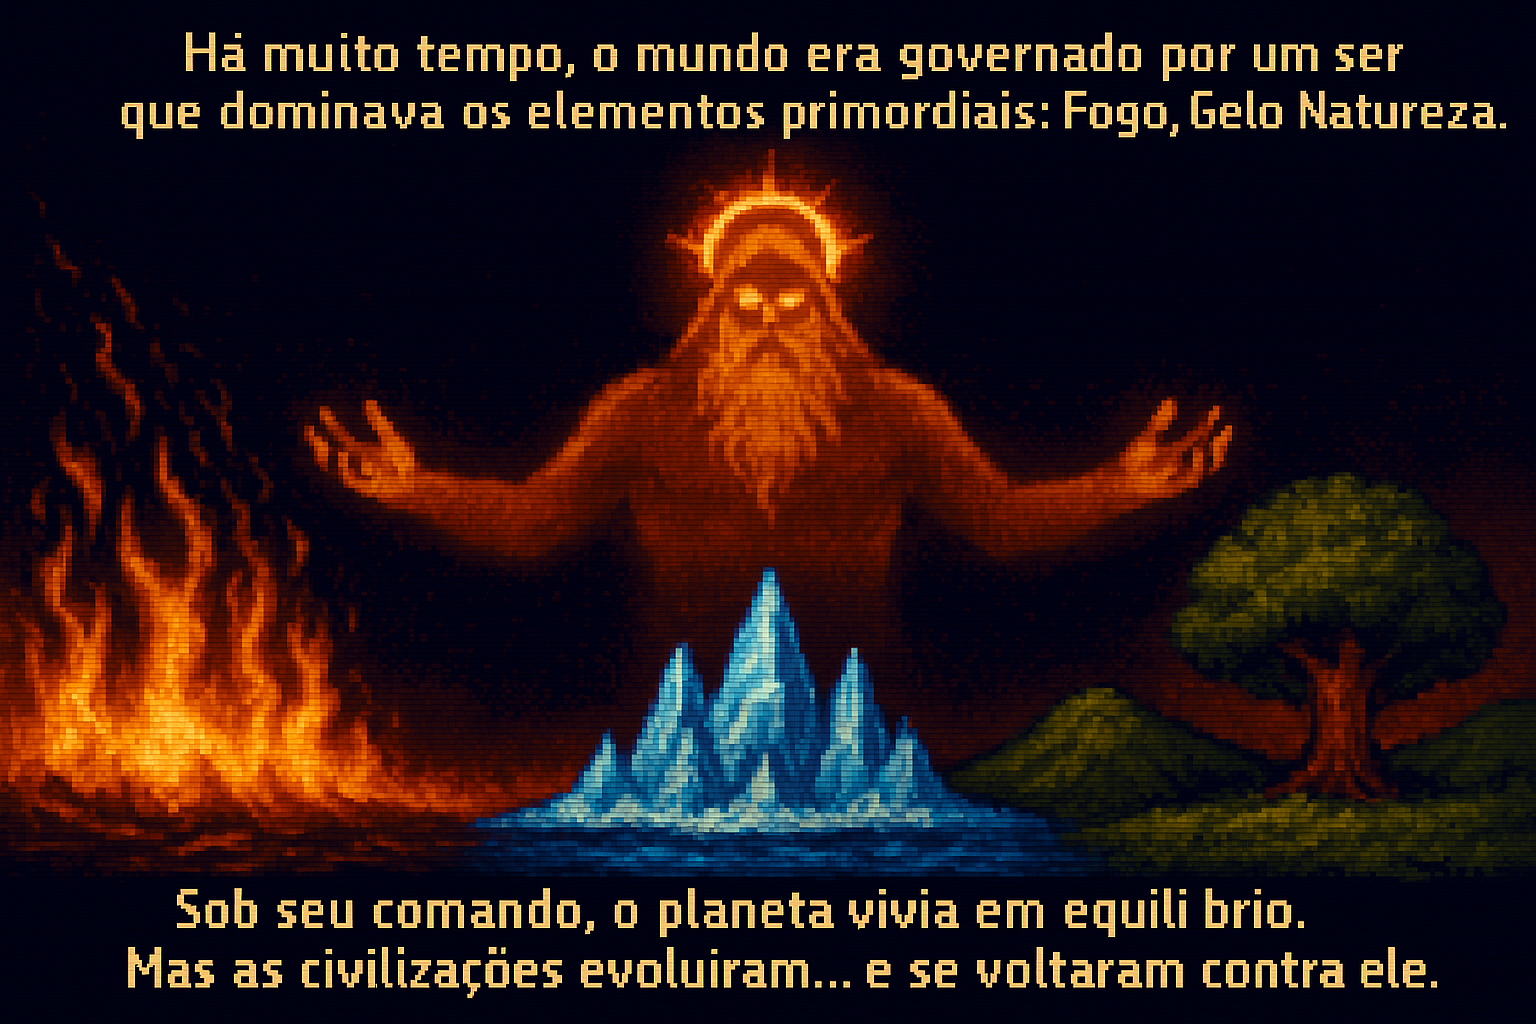 Há muito tempo, o mundo era governado por um ser
que dominava os elementos primordiais: Fogo, Gelo Natureza.
Sob seu comando, o planeta vivia em equili brio.
Mas as civilizaçöes evoluiram... e se voltaram contra ele.